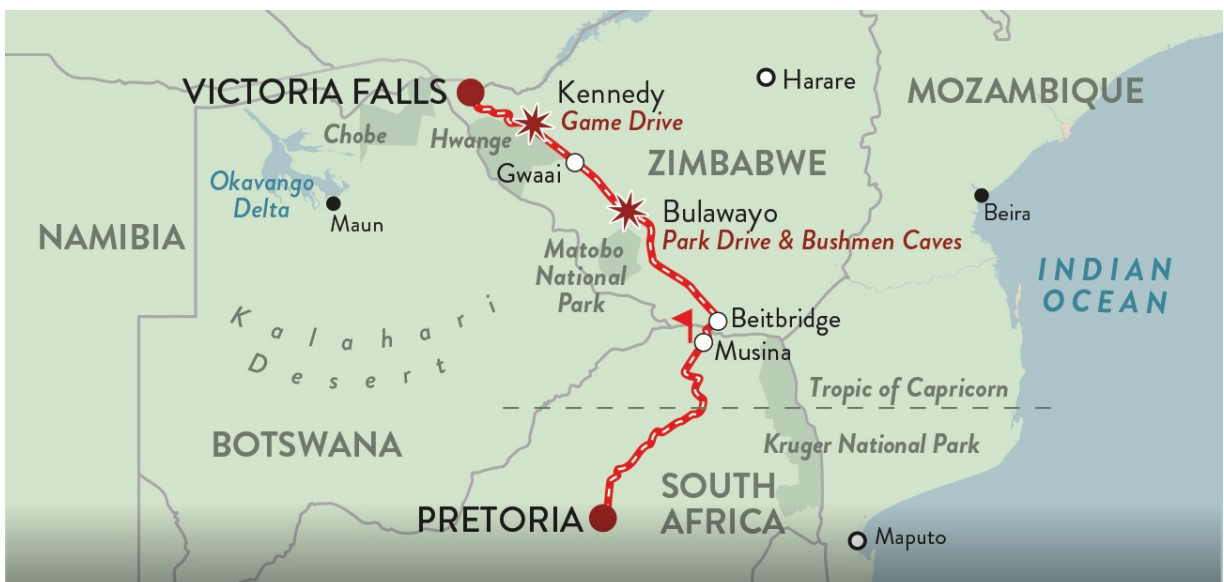 VICTORIA FALLS
Kennedy
Game Drive
Harare
MOZAMBIQUE
Chobe
Hwange
Gwaai
ZIMBABWE
Okavango
Delta
Maun
Beira
NAMIBIA
Bulawayo
Park Drive & Bushmen Caves
Matobo
National
Park
INDIAN
OCEAN
Kalahari
Desert
Beitbridge
Musina
Tropic of Capricorn
BOTSWANA
Kruger National Park
SOUTH
AFRICA
PRETORIA
Maputo